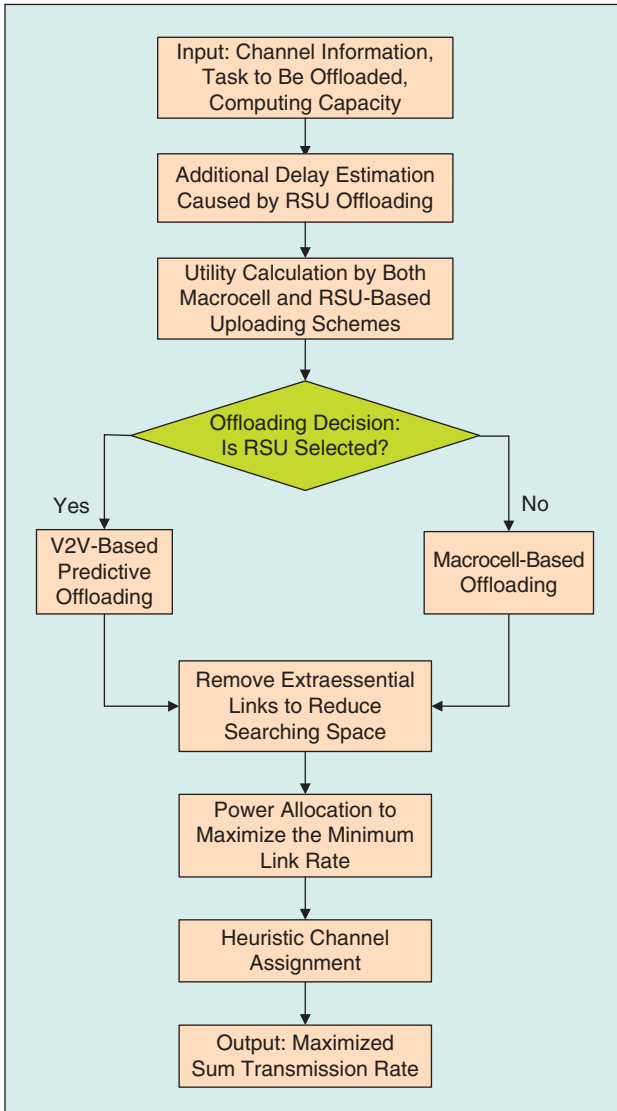 Input: Channel Information,
Task to Be Offloaded,
Computing Capacity
Additional Delay Estimation
Caused by RSU Offloading
Utility Calculation by Both
Macrocell and RSU-Based
Uploading Schemes
Offloading Decision:
Is RSU Selected?
Yes
No
V2V-Based
Predictive
Offloading
Macrocell-Based
Offloading
Remove Extraessential
Links to Reduce
Searching Space
Power Allocation to
Maximize the Minimum
Link Rate
Heuristic Channel
Assignment
Output: Maximized
Sum Transmission Rate